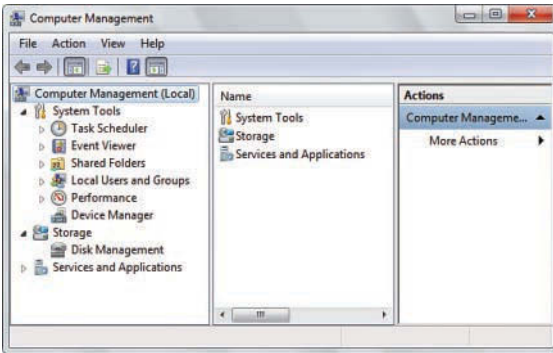 Computer Management
File Action View Help
Computer Management (Local)
System Tools
Task Scheduler
Event Viewer
Shared Folders
Local Users and Groups
Performance
Device Manager
Storage
Disk Management
Services and Applications
Name
System Tools
Storage
Services and Applications
Actions
Computer Manageme...
More Actions